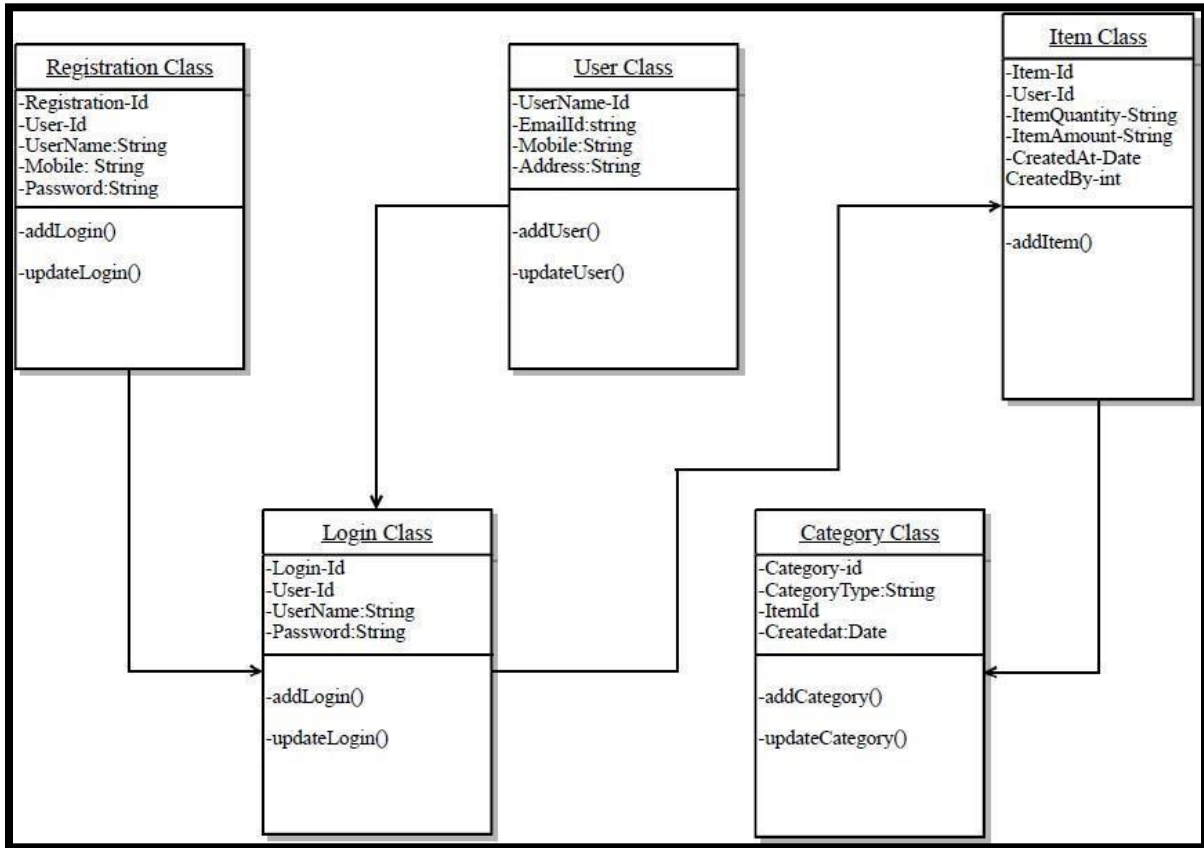 Registration Class
-Registration-Id
-User-Id
-UserName:String
-Mobile: String
-Password:String
-addLogin()
-updateLogin()
User Class
-UserName-Id
-EmailId:string
-Mobile:String
-Address:String
-addUser()
-updateUser()
Item Class
-Item-Id
-User-Id
-ItemQuantity-String
-ItemAmount-String
-CreatedAt-Date
CreatedBy-int
-addItem()
Login Class
-Login-Id
-User-Id
-UserName:String
-Password:String
-addLogin()
-updateLogin()
Category Class
-Category-id
-CategoryType:String
-ItemId
-Createdat:Date
-addCategory()
-updateCategory()